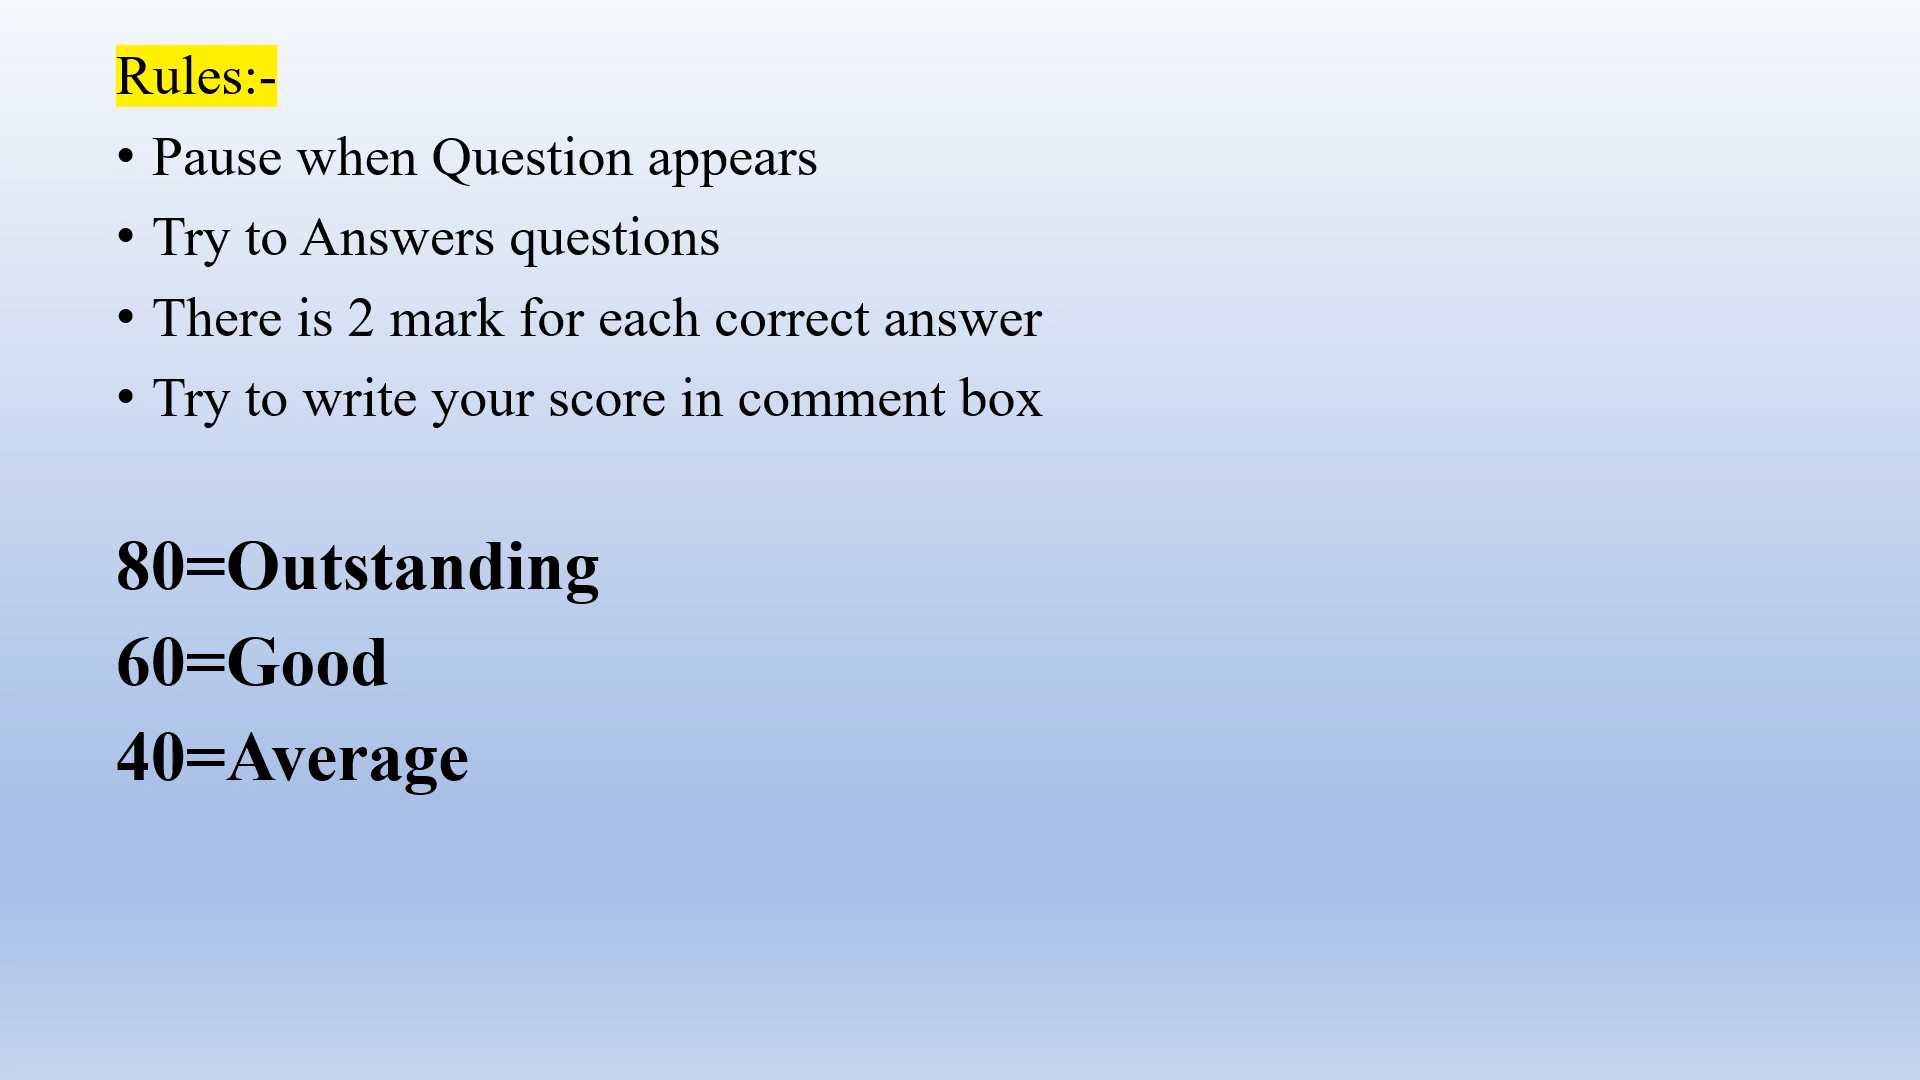 Rules:-
• Pause when Question appears
• Try to Answers questions
• There is 2 mark for each correct answer
• Try to write your score in comment box
80=Outstanding
60=Good
40=Average